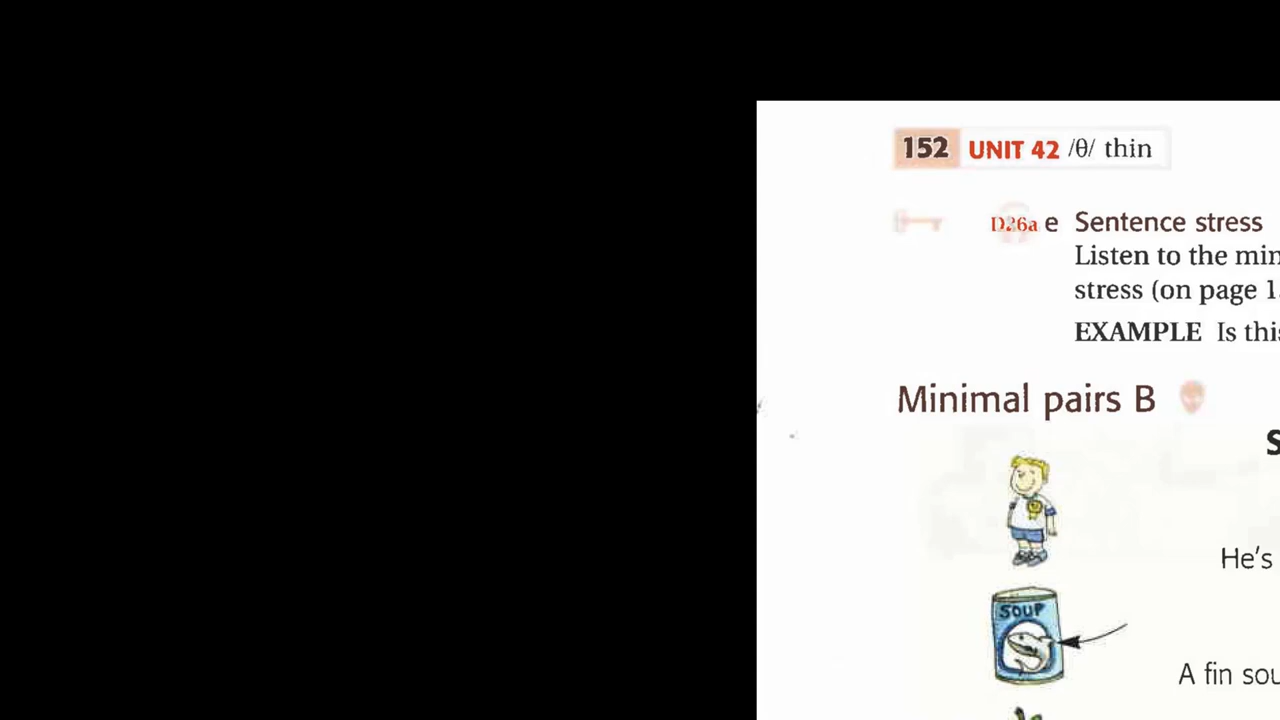 152 UNIT 42 /θ/ thin
D26a e Sentence stress
Listen to the min
stress (on page 1
EXAMPLE Is this
Minimal pairs B
S
He's
SOUP
A fin sou